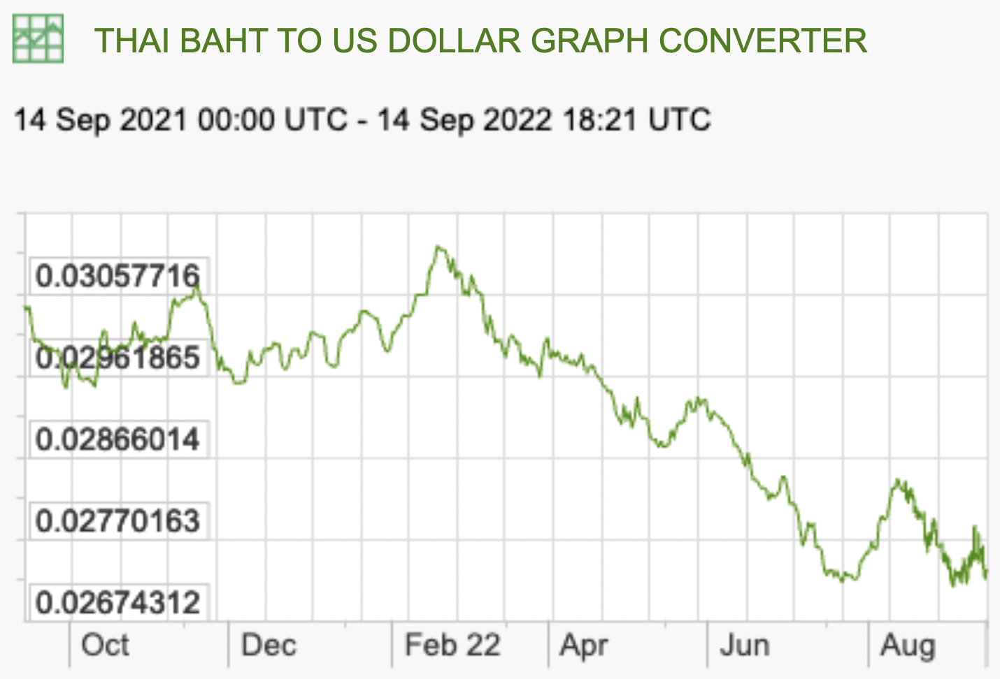 THAI BAHT TO US DOLLAR GRAPH CONVERTER
14 Sep 2021 00:00 UTC - 14 Sep 2022 18:21 UTC
0.03057716
0.02961865
0.02866014
0.02770163
0.02674312
Oct Dec Feb 22 Apr Jun Aug